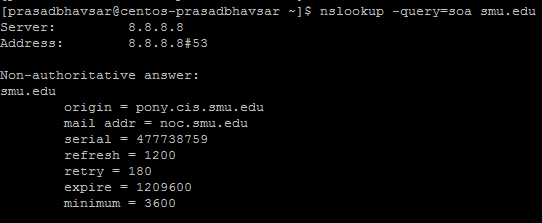 [prasadbhavsar@centos-prasadbhavsar ~]$ nslookup -query=soa smu.edu
Server: 8.8.8.8
Address: 8.8.8.8#53
Non-authoritative answer:
smu.edu
origin = pony.cis.smu.edu
mail addr = noc.smu.edu
serial = 477738759
refresh = 1200
retry = 180
expire = 1209600
minimum = 3600